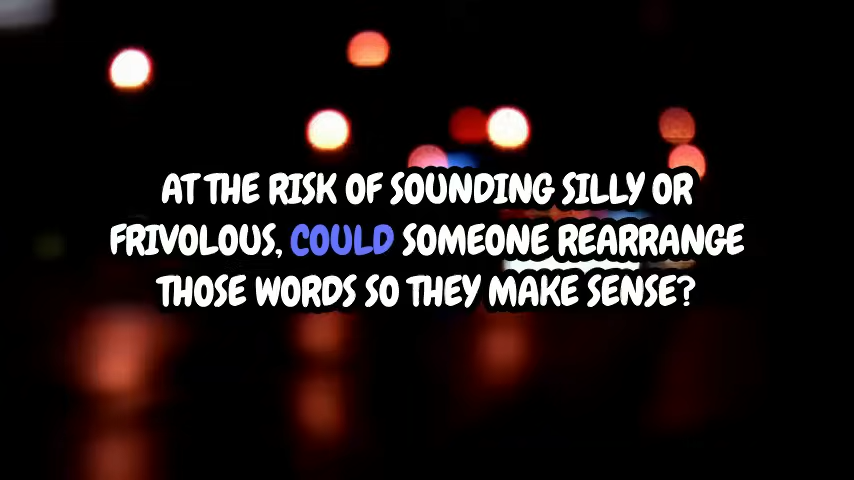 AT THE RISK OF SOUNDING SILLY OR
FRIVOLOUS, COULD SOMEONE REARRANGE
THOSE WORDS SO THEY MAKE SENSE?